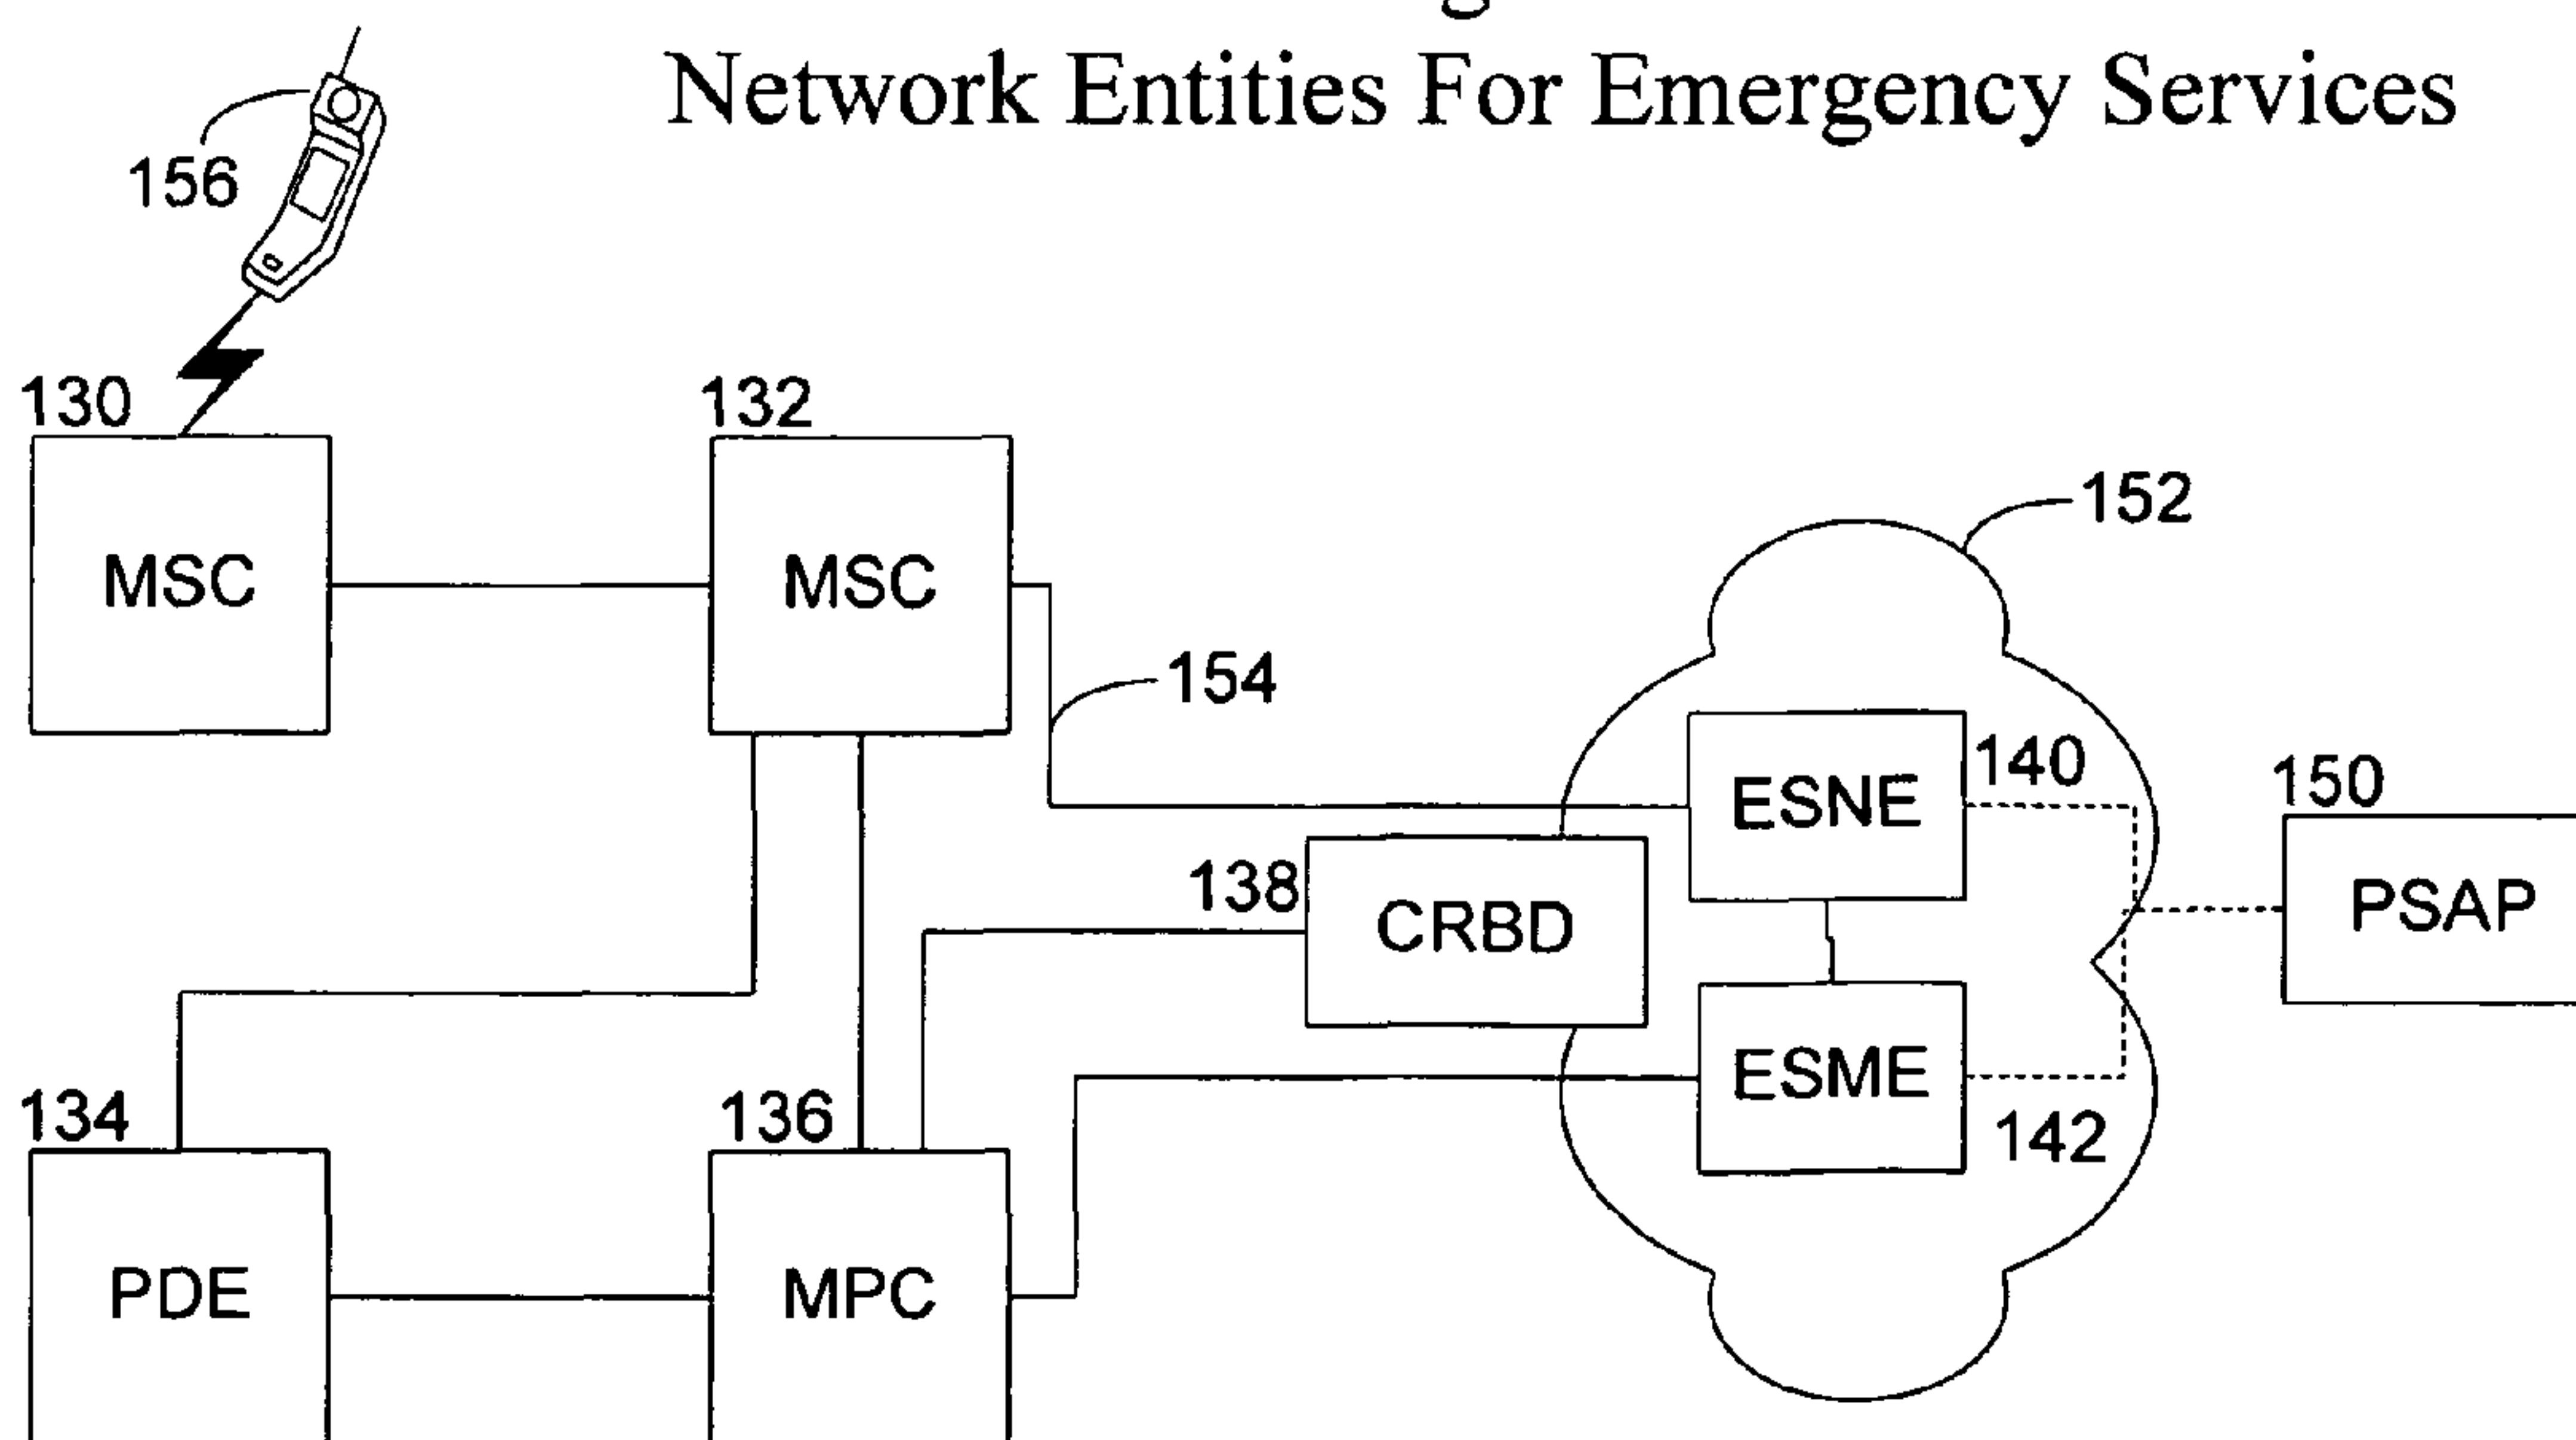 Network Entities For Emergency Services
156
130
132
MSC
MSC
152
154
ESNE
140
150
138
CRBD
PSAP
ESME
142
134
136
PDE
MPC